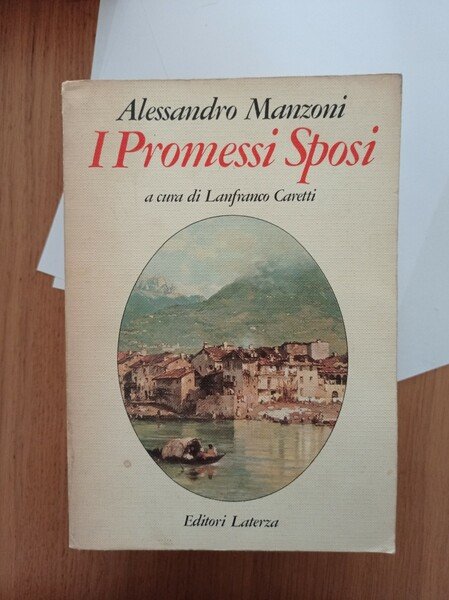 Alessandro Manzoni
I Promessi Sposi
a cura di Lanfranco Caretti
Editori Laterza